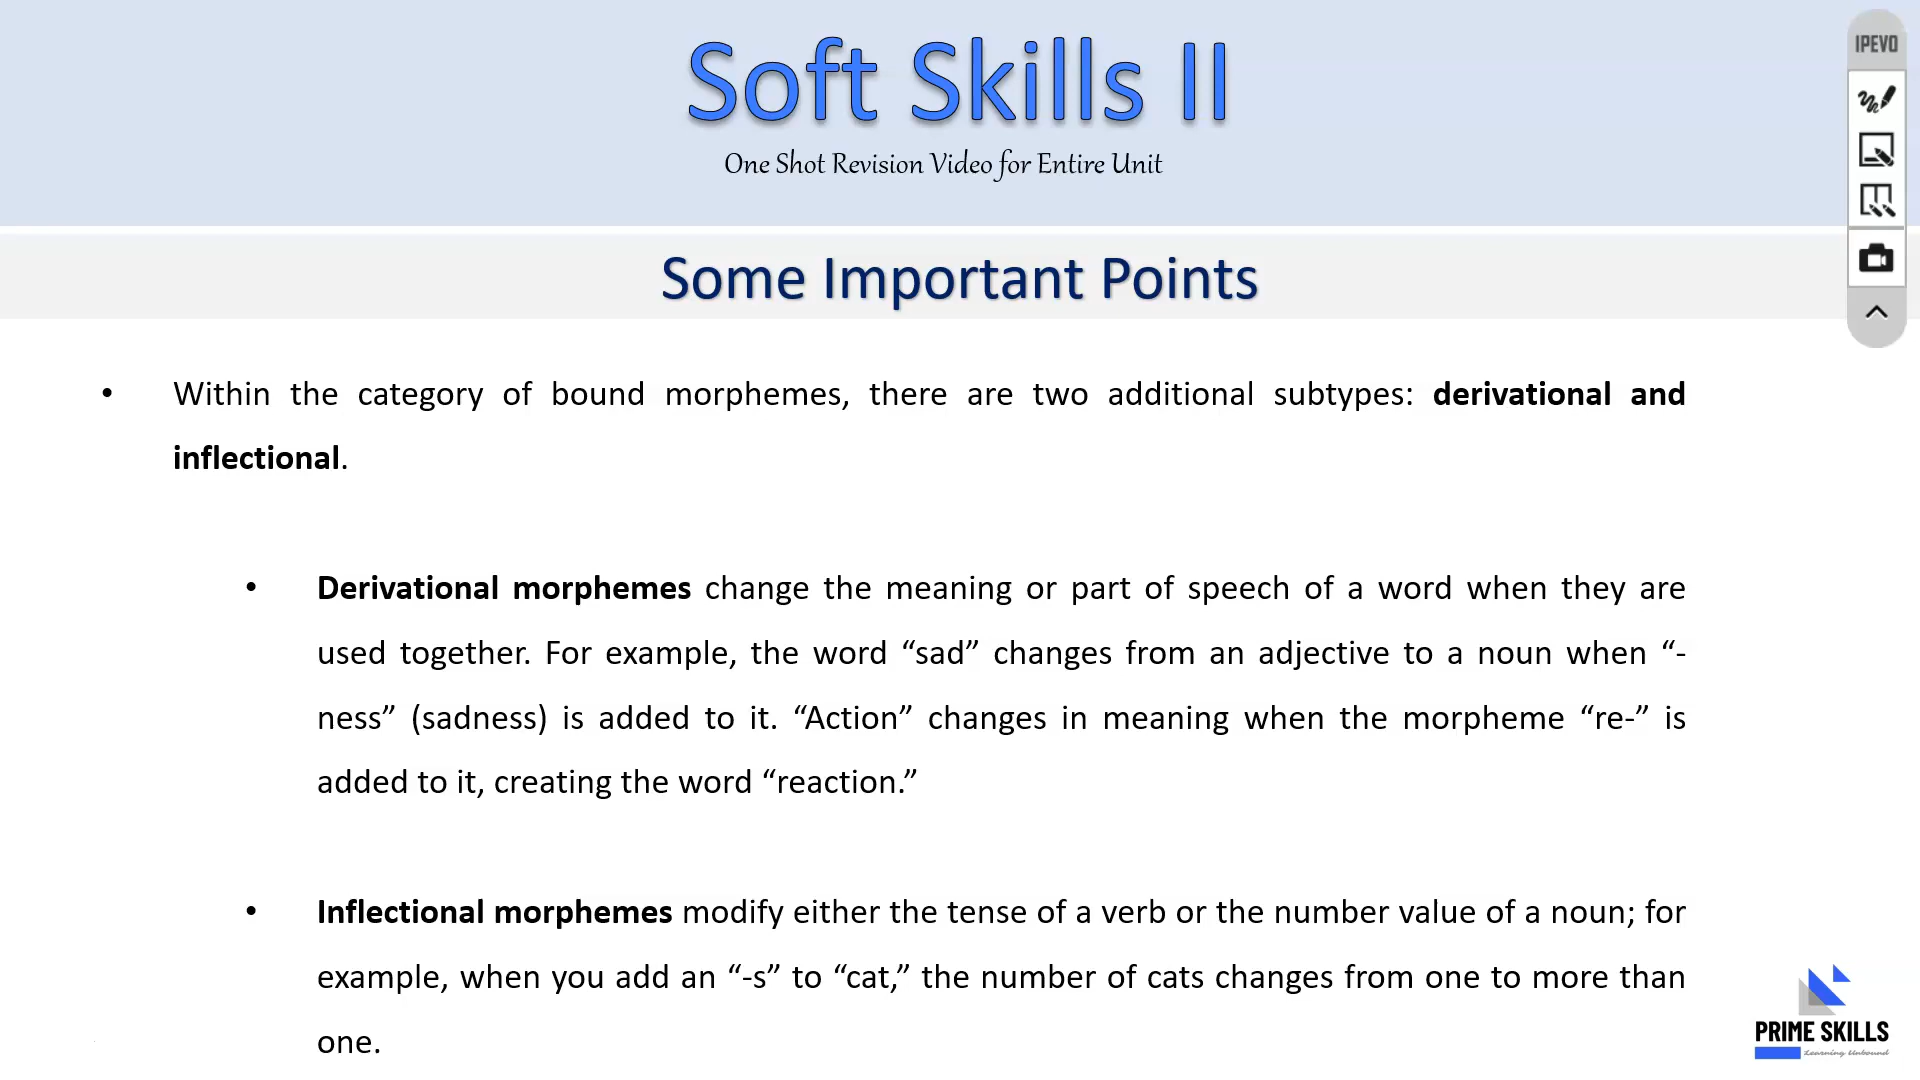 Soft Skills II
One Shot Revision Video for Entire Unit
IPEVO
Some Important Points
• Within the category of bound morphemes, there are two additional subtypes: derivational and
inflectional.
• Derivational morphemes change the meaning or part of speech of a word when they are
used together. For example, the word “sad” changes from an adjective to a noun when “-
ness” (sadness) is added to it. “Action” changes in meaning when the morpheme “re-” is
added to it, creating the word “reaction.”
• Inflectional morphemes modify either the tense of a verb or the number value of a noun; for
example, when you add an “-s” to “cat,” the number of cats changes from one to more than
one.
PRIME SKILLS
Learning Unbound